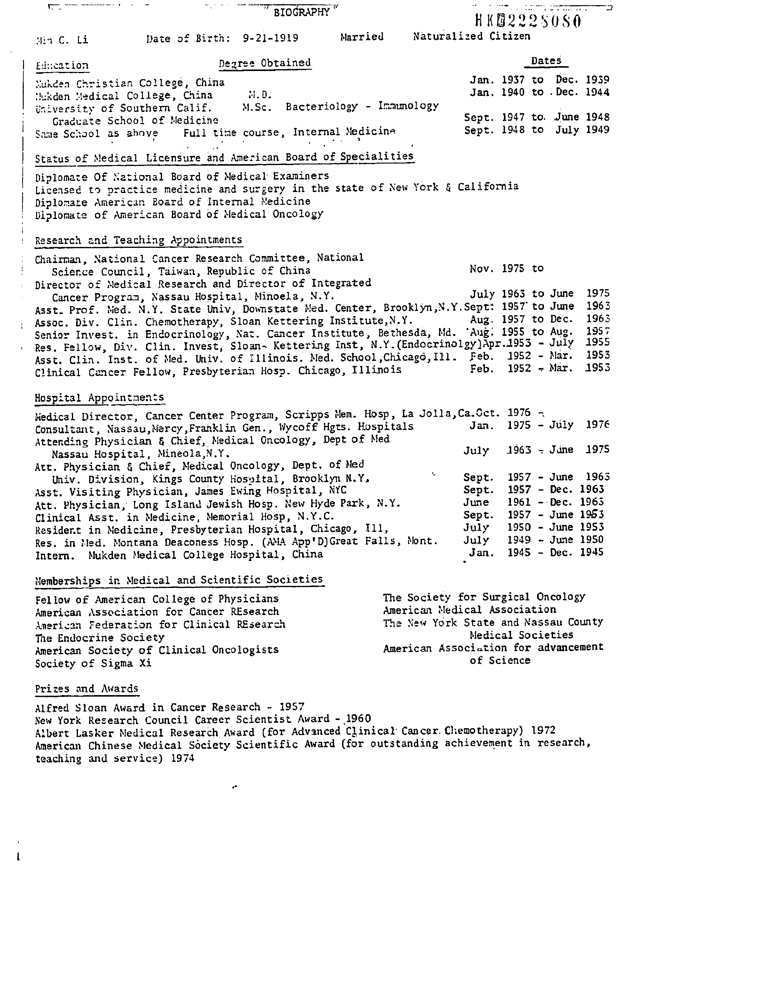 "BIOGRAPHY"
HK02228080
Min C. Li Date of Birth: 9-21-1919 Married Naturalized Citizen
Education Degree Obtained Dates
Mukden Christian College, China Jan. 1937 to Dec. 1939
Mukden Medical College, China M.D. Jan. 1940 to Dec. 1944
University of Southern Calif. M.Sc. Bacteriology - Immunology
Graduate School of Medicine Sept. 1947 to June 1948
Same School as above Full time course, Internal Medicine Sept. 1948 to July 1949
Status of Medical Licensure and American Board of Specialities
Diplomate Of National Board of Medical Examiners
Licensed to practice medicine and surgery in the state of New York & California
Diplomate American Board of Internal Medicine
Diplomate of American Board of Medical Oncology
Research and Teaching Appointments
Chairman, National Cancer Research Committee, National
Science Council, Taiwan, Republic of China Nov. 1975 to
Director of Medical Research and Director of Integrated
Cancer Program, Nassau Hospital, Minoela, N.Y. July 1963 to June 1975
Asst. Prof. Med. N.Y. State Univ, Downstate Med. Center, Brooklyn,N.Y.Sept. 1957 to June 1963
Assoc. Div. Clin. Chemotherapy, Sloan Kettering Institute,N.Y. Aug. 1957 to Dec. 1963
Senior Invest. in Endocrinology, Nat. Cancer Institute, Bethesda, Md. Aug. 1955 to Aug. 1957
Res. Fellow, Div. Clin. Invest, Sloan- Kettering Inst, N.Y.(Endocrinolgy)Apr.1953 - July 1955
Asst. Clin. Inst. of Med. Univ. of Illinois. Med. School,Chicago,Ill. Feb. 1952 - Mar. 1953
Clinical Cancer Fellow, Presbyterian Hosp. Chicago, Illinois Feb. 1952 - Mar. 1953
Hospital Appointments
Medical Director, Cancer Center Program, Scripps Mem. Hosp, La Jolla,Ca.Oct. 1976 -
Consultant, Nassau,Mercy,Franklin Gen., Wycoff Hgts. Hospitals Jan. 1975 - July 1976
Attending Physician & Chief, Medical Oncology, Dept of Med
Nassau Hospital, Mineola,N.Y. July 1963 - June 1975
Att. Physician & Chief, Medical Oncology, Dept. of Med
Univ. Division, Kings County Hospital, Brooklyn N.Y. Sept. 1957 - June 1963
Asst. Visiting Physician, James Ewing Hospital, NYC Sept. 1957 - Dec. 1963
Att. Physician, Long Island Jewish Hosp. New Hyde Park, N.Y. June 1961 - Dec. 1963
Clinical Asst. in Medicine, Memorial Hosp, N.Y.C. Sept. 1957 - June 1963
Resident in Medicine, Presbyterian Hospital, Chicago, Ill, July 1950 - June 1953
Res. in Med. Montana Deaconess Hosp. (AMA App'D)Great Falls, Mont. July 1949 - June 1950
Intern. Mukden Medical College Hospital, China Jan. 1945 - Dec. 1945
Memberships in Medical and Scientific Societies
Fellow of American College of Physicians
American Association for Cancer REsearch
American Federation for Clinical REsearch
The Endocrine Society
American Society of Clinical Oncologists
Society of Sigma Xi
The Society for Surgical Oncology
American Medical Association
The New York State and Nassau County
Medical Societies
American Association for advancement
of Science
Prizes and Awards
Alfred Sloan Award in Cancer Research - 1957
New York Research Council Career Scientist Award - 1960
Albert Lasker Medical Research Award (for Advanced Clinical Cancer Chemotherapy) 1972
American Chinese Medical Society Scientific Award (for outstanding achievement in research,
teaching and service) 1974